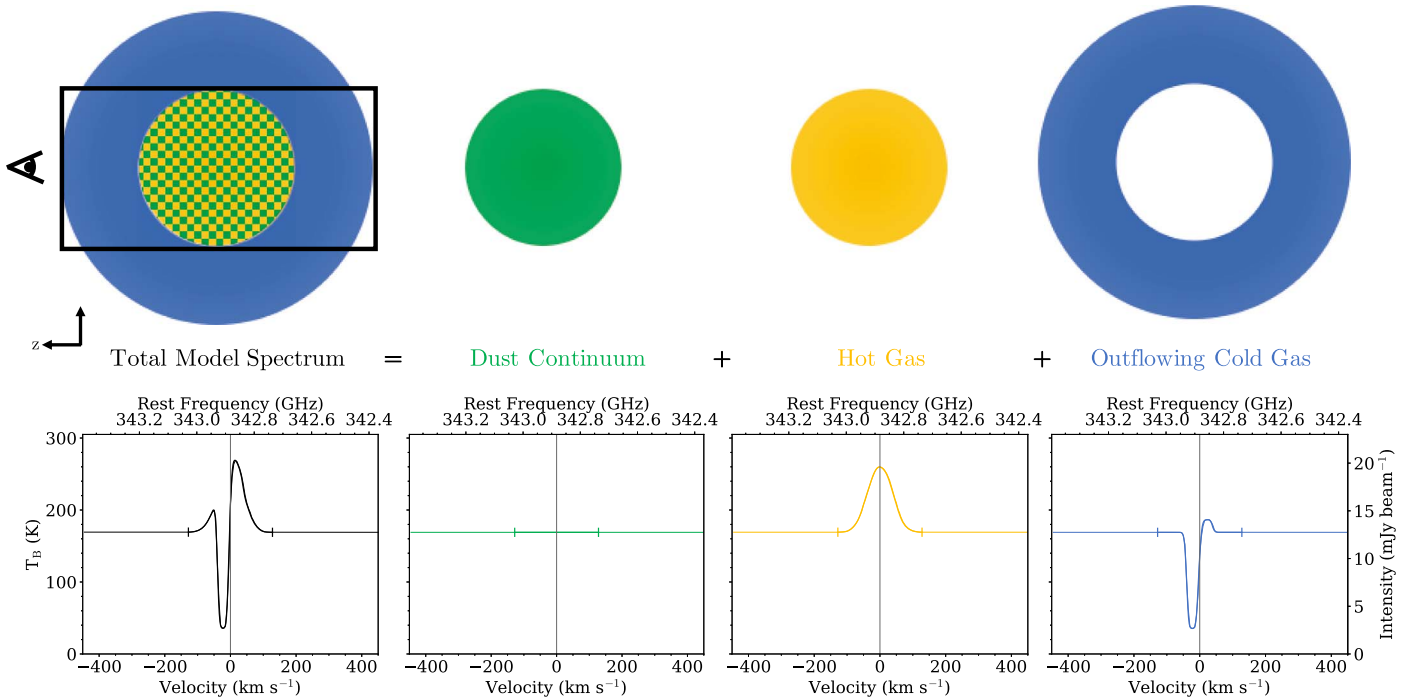 z
Total Model Spectrum = Dust Continuum + Hot Gas + Outflowing Cold Gas
Rest Frequency (GHz) Rest Frequency (GHz) Rest Frequency (GHz) Rest Frequency (GHz)
343.2 343.0 342.8 342.6 342.4 343.2 343.0 342.8 342.6 342.4 343.2 343.0 342.8 342.6 342.4 343.2 343.0 342.8 342.6 342.4
300
200
100
0
T_B (K)
20
15
10
5
0
Intensity (mJy beam⁻¹)
−400 −200 0 200 400 −400 −200 0 200 400 −400 −200 0 200 400 −400 −200 0 200 400
Velocity (km s⁻¹) Velocity (km s⁻¹) Velocity (km s⁻¹) Velocity (km s⁻¹)